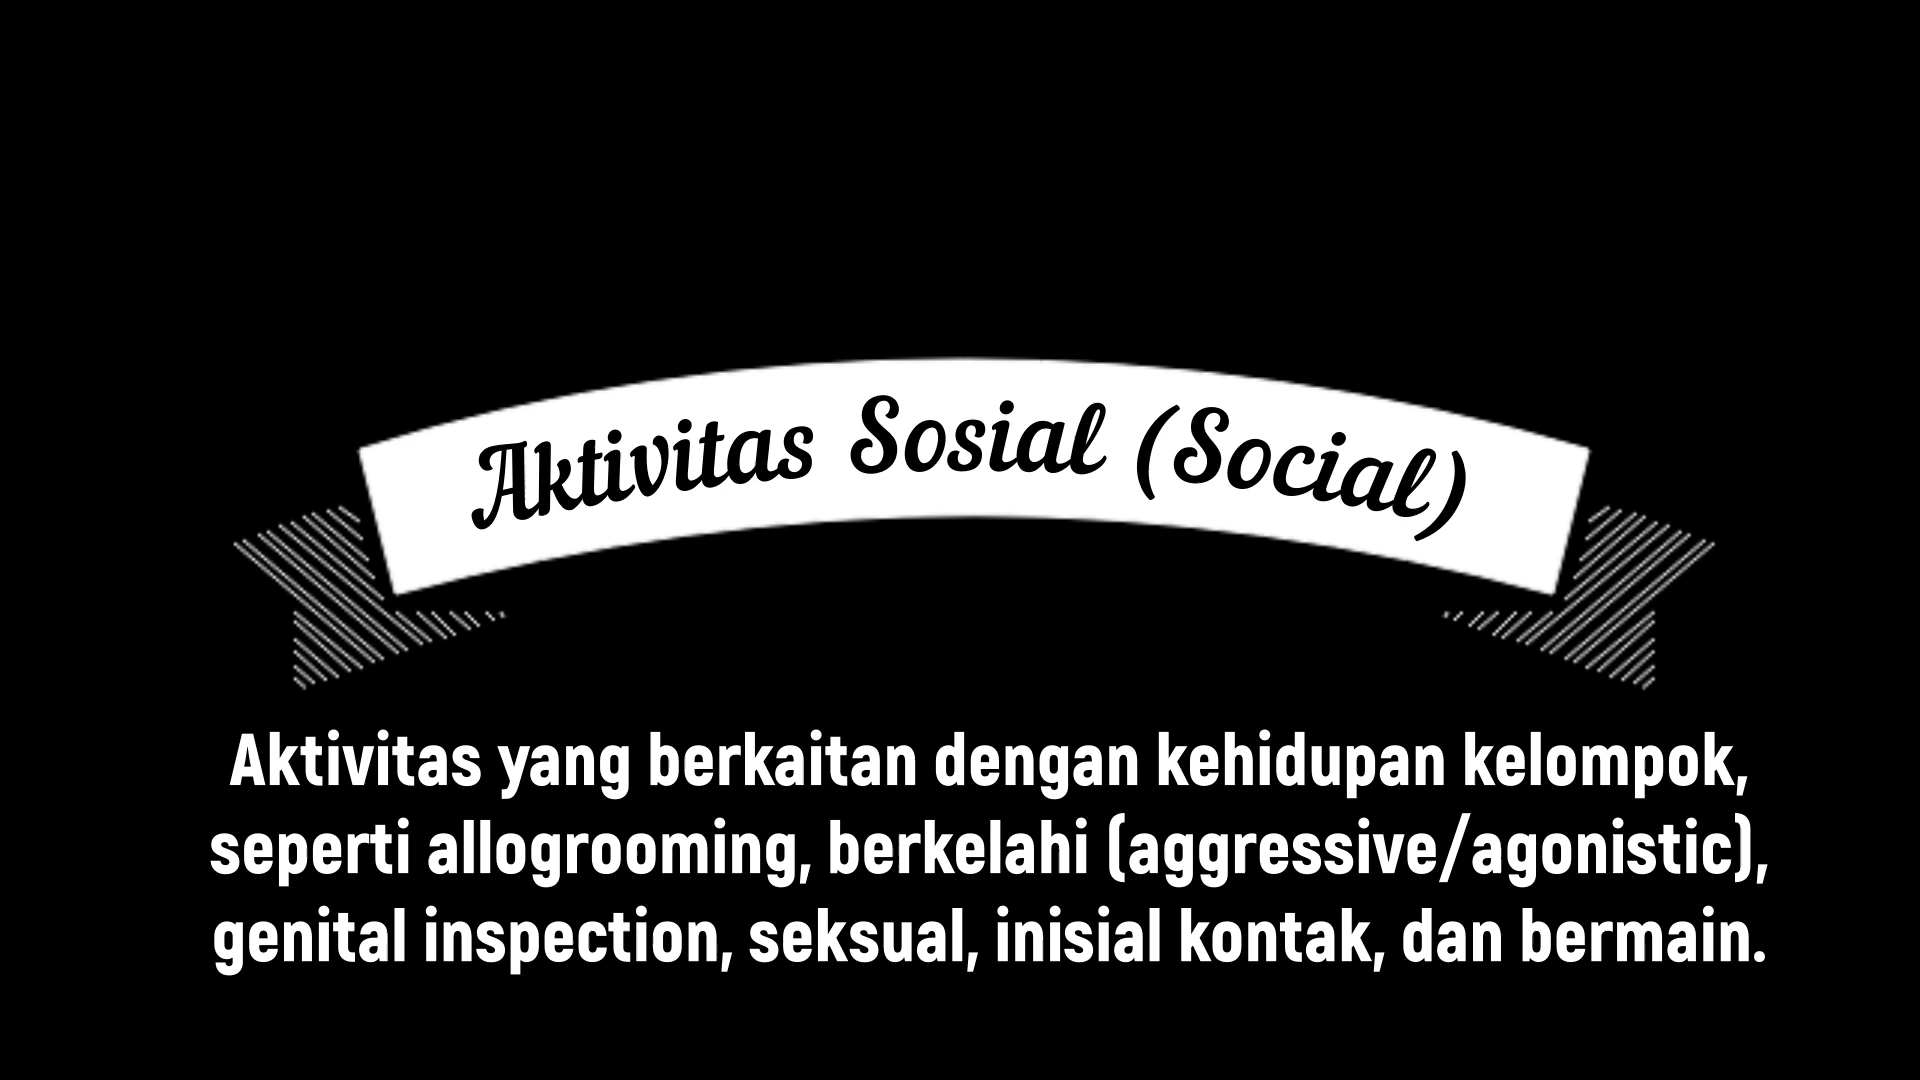 Aktivitas Sosial (Social)
Aktivitas yang berkaitan dengan kehidupan kelompok,
seperti allogrooming, berkelahi (aggressive/agonistic),
genital inspection, seksual, inisial kontak, dan bermain.